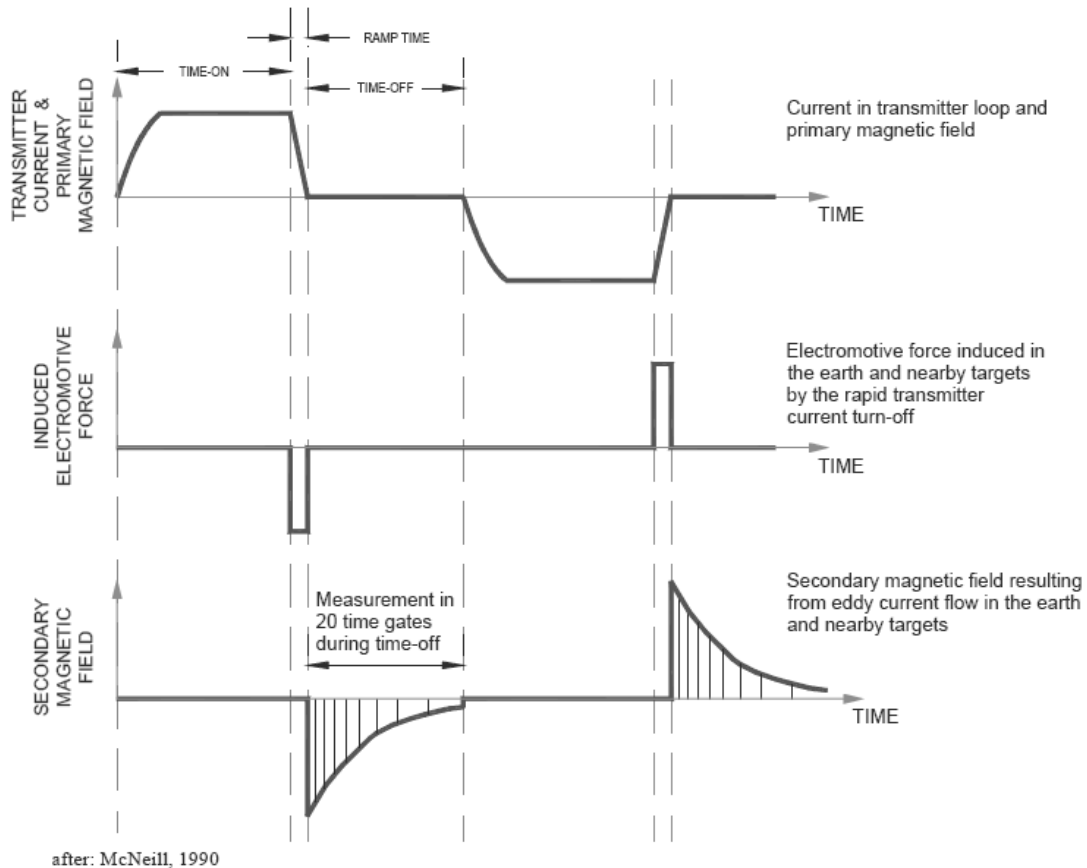 RAMP TIME
TIME-ON
TIME-OFF
TRANSMITTER
CURRENT &
PRIMARY
MAGNETIC FIELD
Current in transmitter loop and
primary magnetic field
TIME
INDUCED
ELECTROMOTIVE
FORCE
Electromotive force induced in
the earth and nearby targets
by the rapid transmitter
current turn-off
TIME
SECONDARY
MAGNETIC
FIELD
Measurement in
20 time gates
during time-off
Secondary magnetic field resulting
from eddy current flow in the earth
and nearby targets
TIME
after: McNeill, 1990